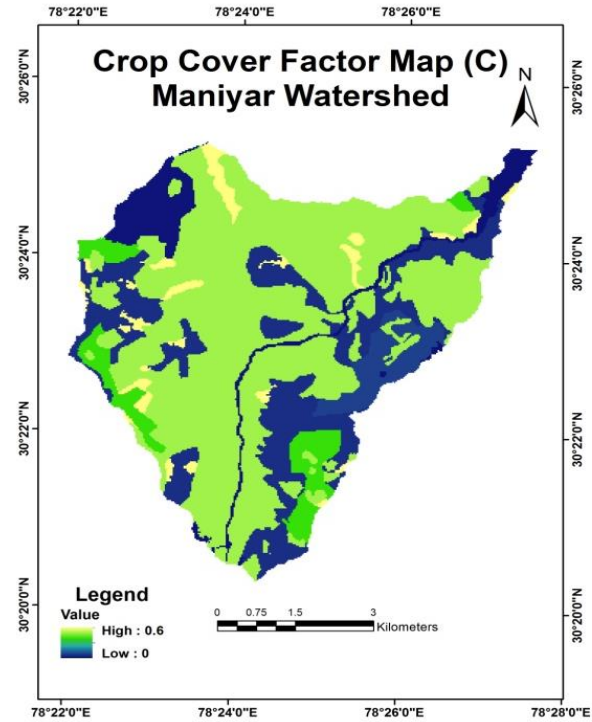 78°22'0"E 78°24'0"E 78°26'0"E
Crop Cover Factor Map (C)
Maniyar Watershed
N
30°26'0"N 30°26'0"N
30°24'0"N 30°24'0"N
30°22'0"N 30°22'0"N
30°20'0"N 30°20'0"N
Legend
Value
High : 0.6
Low : 0
0 0.75 1.5 3
Kilometers
78°22'0"E 78°24'0"E 78°26'0"E 78°28'0"E